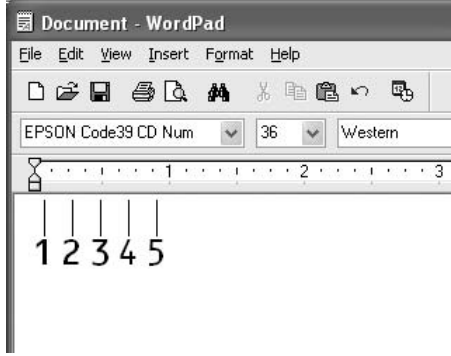 Document - WordPad
File Edit View Insert Format Help
EPSON Code39 CD Num 36 Western
1 2 3
1 2 3 4 5